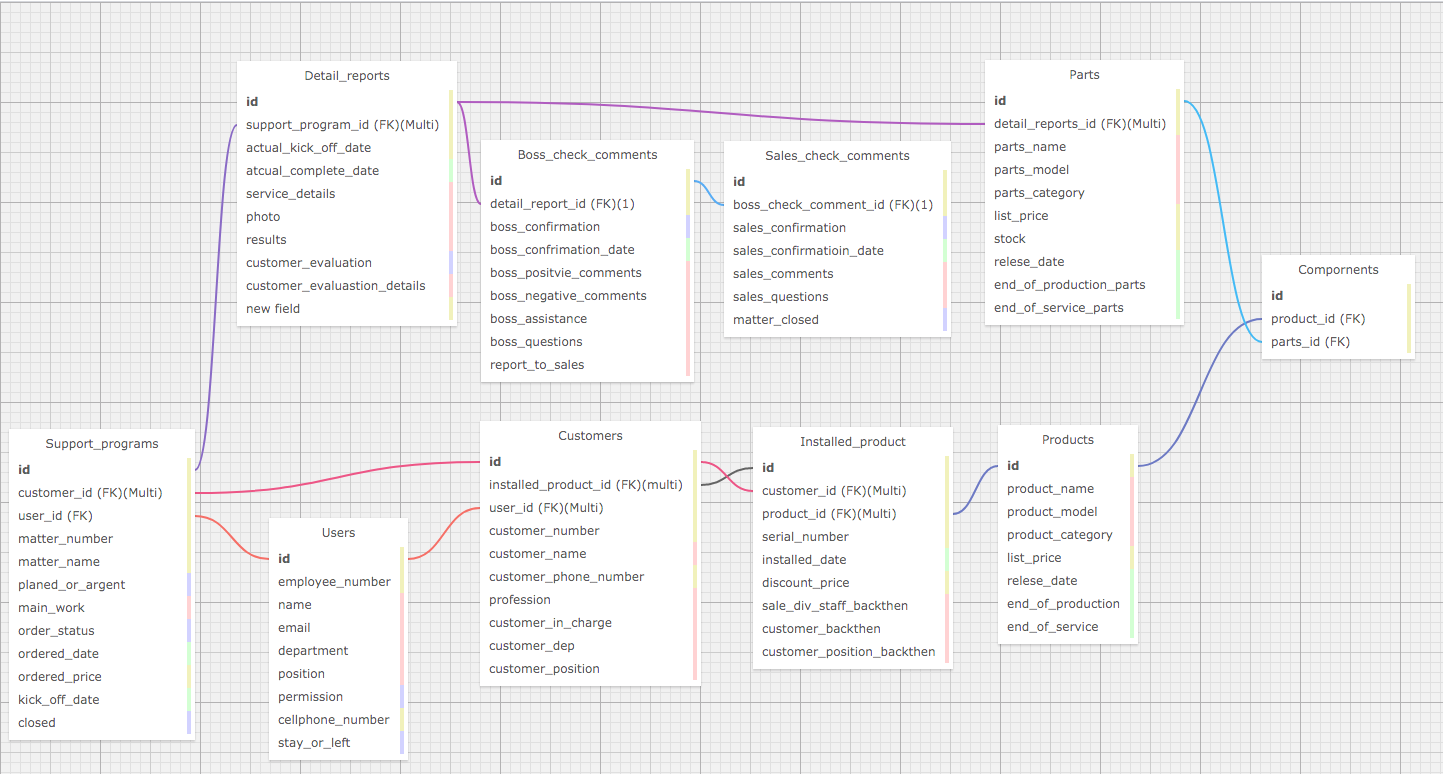 Detail_reports
id
support_program_id (FK)(Multi)
actual_kick_off_date
atcual_complete_date
service_details
photo
results
customer_evaluation
customer_evaluastion_details
new field
Boss_check_comments
id
detail_report_id (FK)(1)
boss_confirmation
boss_confrimation_date
boss_positvie_comments
boss_negative_comments
boss_assistance
boss_questions
report_to_sales
Sales_check_comments
id
boss_check_comment_id (FK)(1)
sales_confirmation
sales_confirmatioin_date
sales_comments
sales_questions
matter_closed
Parts
id
detail_reports_id (FK)(Multi)
parts_name
parts_model
parts_category
list_price
stock
relese_date
end_of_production_parts
end_of_service_parts
Compornents
id
product_id (FK)
parts_id (FK)
Support_programs
id
customer_id (FK)(Multi)
user_id (FK)
matter_number
matter_name
planed_or_argent
main_work
order_status
ordered_date
ordered_price
kick_off_date
closed
Users
id
employee_number
name
email
department
position
permission
cellphone_number
stay_or_left
Customers
id
installed_product_id (FK)(multi)
user_id (FK)(Multi)
customer_number
customer_name
customer_phone_number
profession
customer_in_charge
customer_dep
customer_position
Installed_product
id
customer_id (FK)(Multi)
product_id (FK)(Multi)
serial_number
installed_date
discount_price
sale_div_staff_backthen
customer_backthen
customer_position_backthen
Products
id
product_name
product_model
product_category
list_price
relese_date
end_of_production
end_of_service